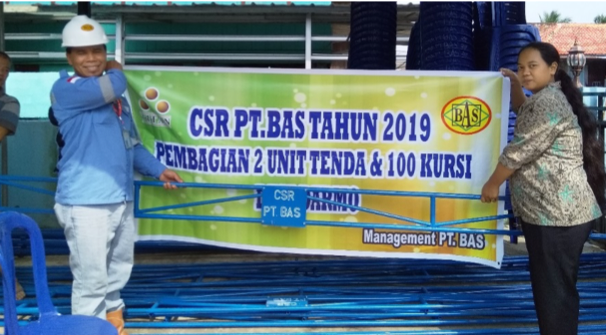 CSR PT.BAS TAHUN 2019
BAS
PEMBAGIAN 2 UNIT TENDA & 100 KURSI
CSR
PT. BAS
Management PT. BAS